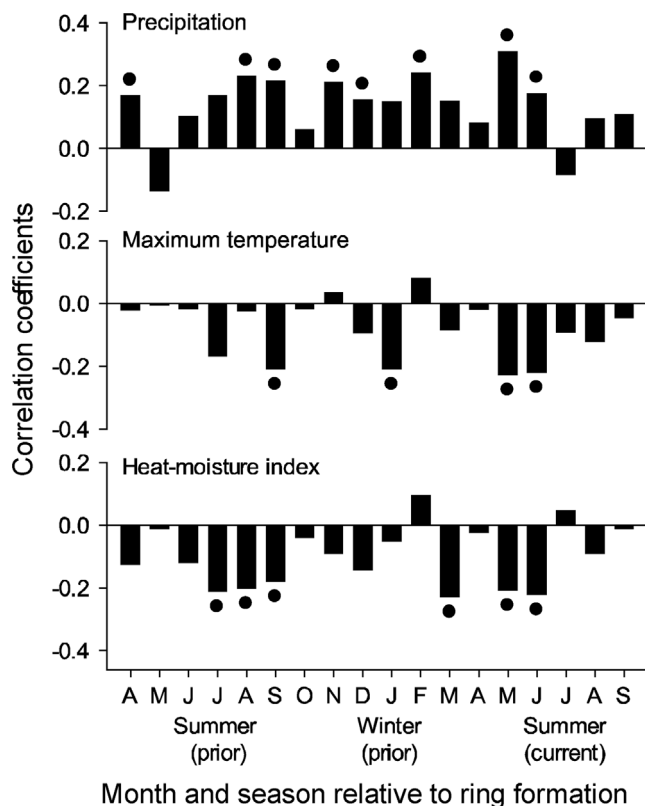 Correlation coefficients
Precipitation
0.4
0.2
0.0
-0.2
Maximum temperature
0.2
0.0
-0.2
-0.4
Heat-moisture index
0.2
0.0
-0.2
-0.4
A M J J A S O N D J F M A M J J A S
Summer (prior) Winter (prior) Summer (current)
Month and season relative to ring formation